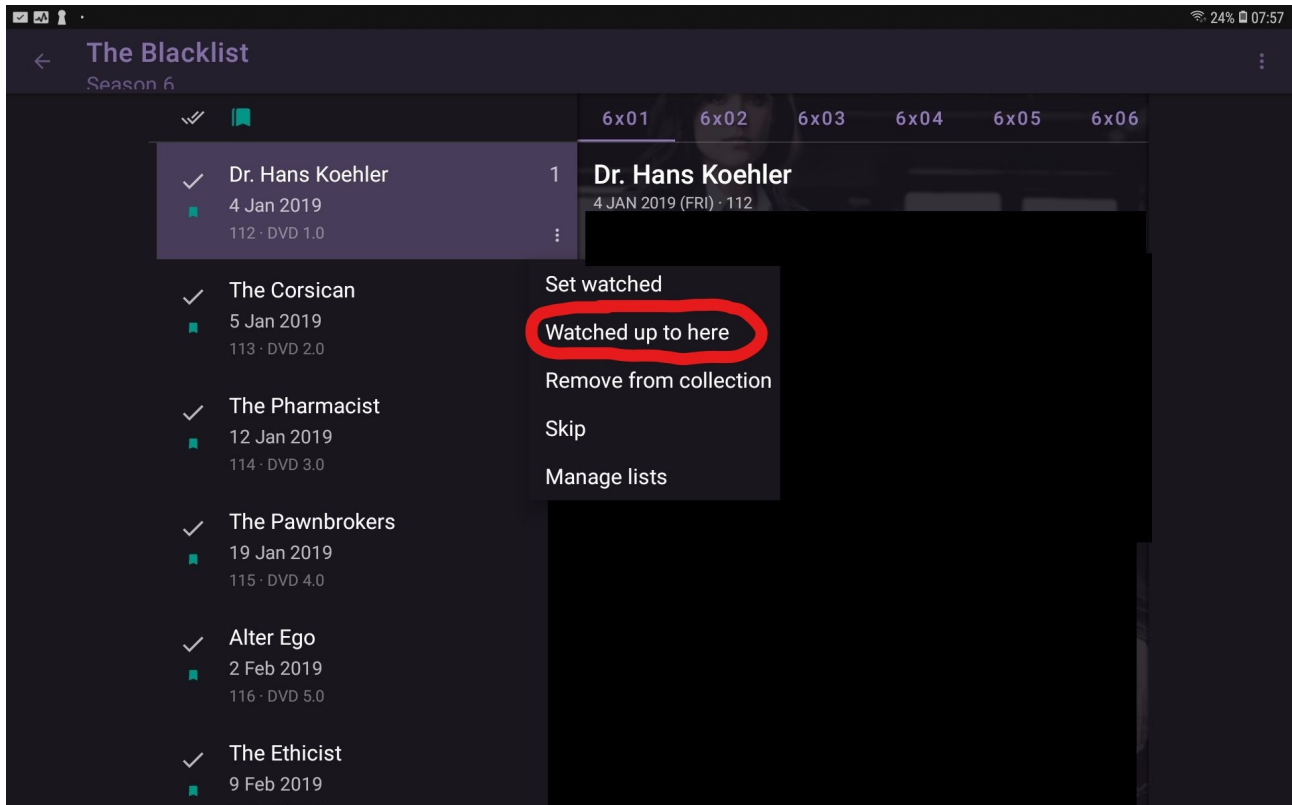 24% 07:57
The Blacklist
Season 6
6x01 6x02 6x03 6x04 6x05 6x06
Dr. Hans Koehler 1
4 Jan 2019
112 · DVD 1.0
Dr. Hans Koehler
4 JAN 2019 (FRI) · 112
The Corsican
5 Jan 2019
113 · DVD 2.0
The Pharmacist
12 Jan 2019
114 · DVD 3.0
The Pawnbrokers
19 Jan 2019
115 · DVD 4.0
Alter Ego
2 Feb 2019
116 · DVD 5.0
The Ethicist
9 Feb 2019
Set watched
Watched up to here
Remove from collection
Skip
Manage lists